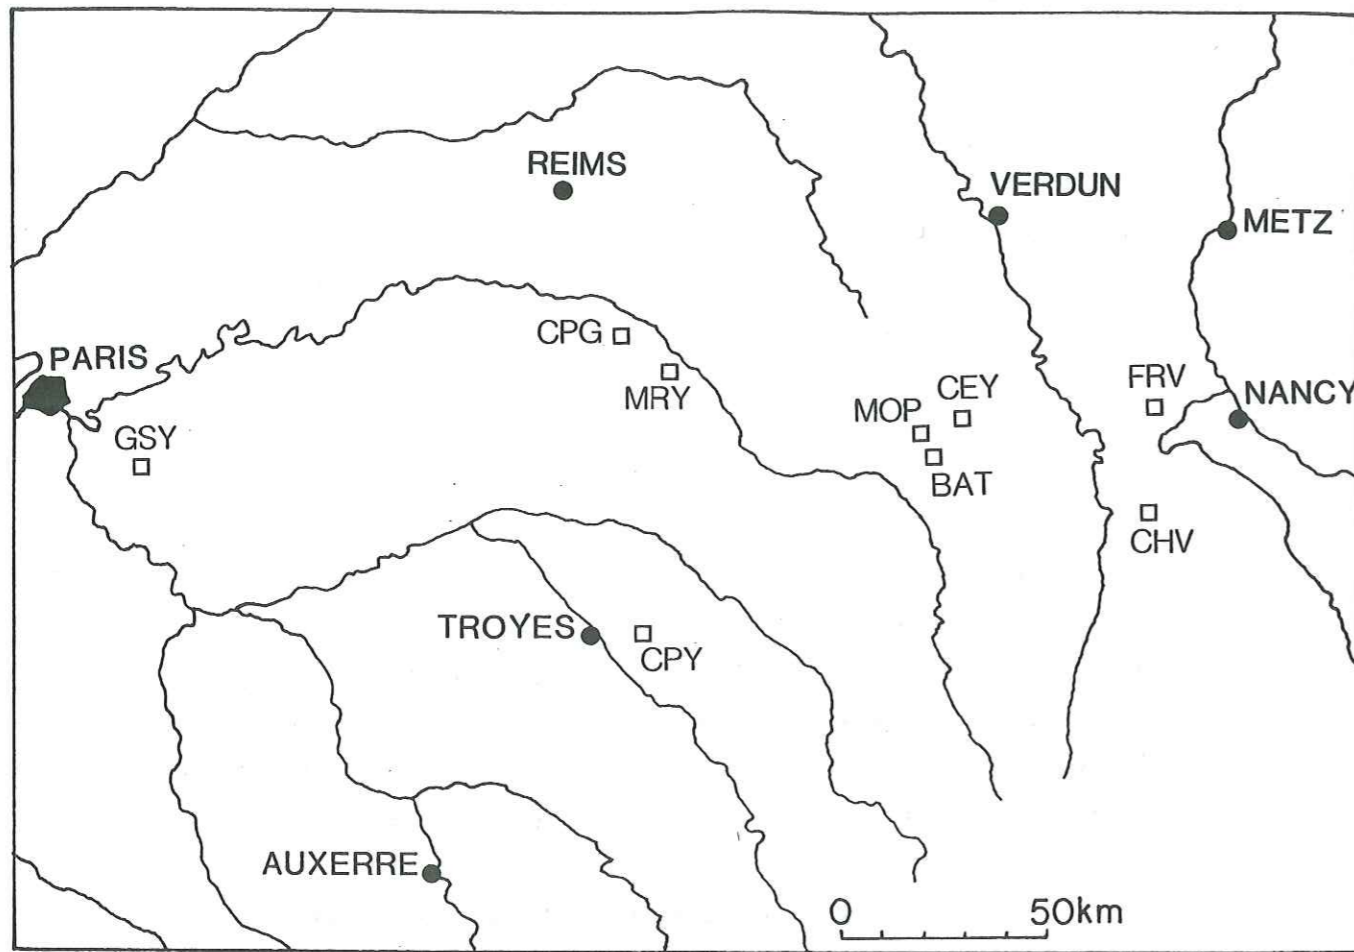 REIMS
VERDUN
METZ
CPG
PARIS
MRY
FRV
CEY
NANCY
MOP
GSY
BAT
CHV
TROYES
CPY
AUXERRE
0 50km